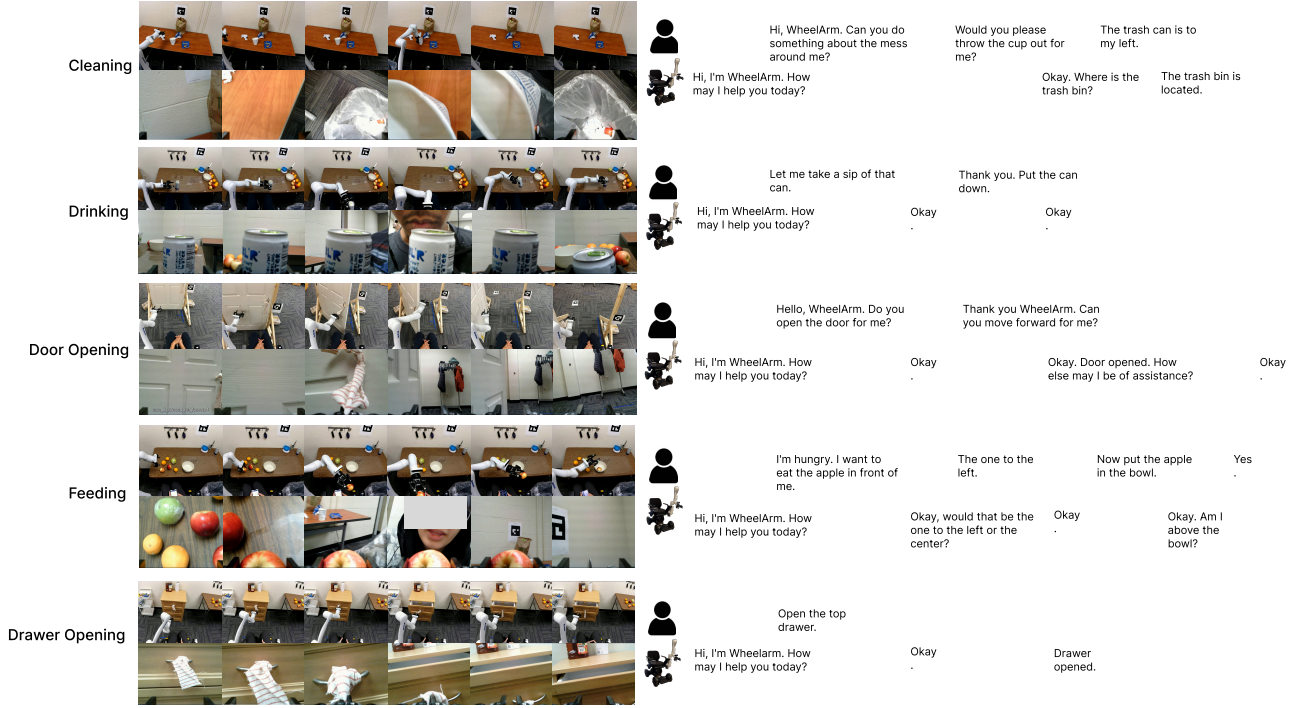 Cleaning
Hi, WheelArm. Can you do
something about the mess
around me?
Would you please
throw the cup out for
me?
The trash can is to
my left.
Hi, I'm WheelArm. How
may I help you today?
Okay. Where is the
trash bin?
The trash bin is
located.
Drinking
Let me take a sip of that
can.
Thank you. Put the can
down.
Hi, I'm WheelArm. How
may I help you today?
Okay
.
Okay
.
Door Opening
Hello, WheelArm. Do you
open the door for me?
Thank you WheelArm. Can
you move forward for me?
Hi, I'm WheelArm. How
may I help you today?
Okay
.
Okay. Door opened. How
else may I be of assistance?
Okay
.
Feeding
I'm hungry. I want to
eat the apple in front of
me.
The one to the
left.
Now put the apple
in the bowl.
Yes
.
Hi, I'm WheelArm. How
may I help you today?
Okay, would that be the
one to the left or the
center?
Okay
.
Okay. Am I
above the
bowl?
Drawer Opening
Open the top
drawer.
Hi, I'm Wheelarm. How
may I help you today?
Okay
.
Drawer
opened.